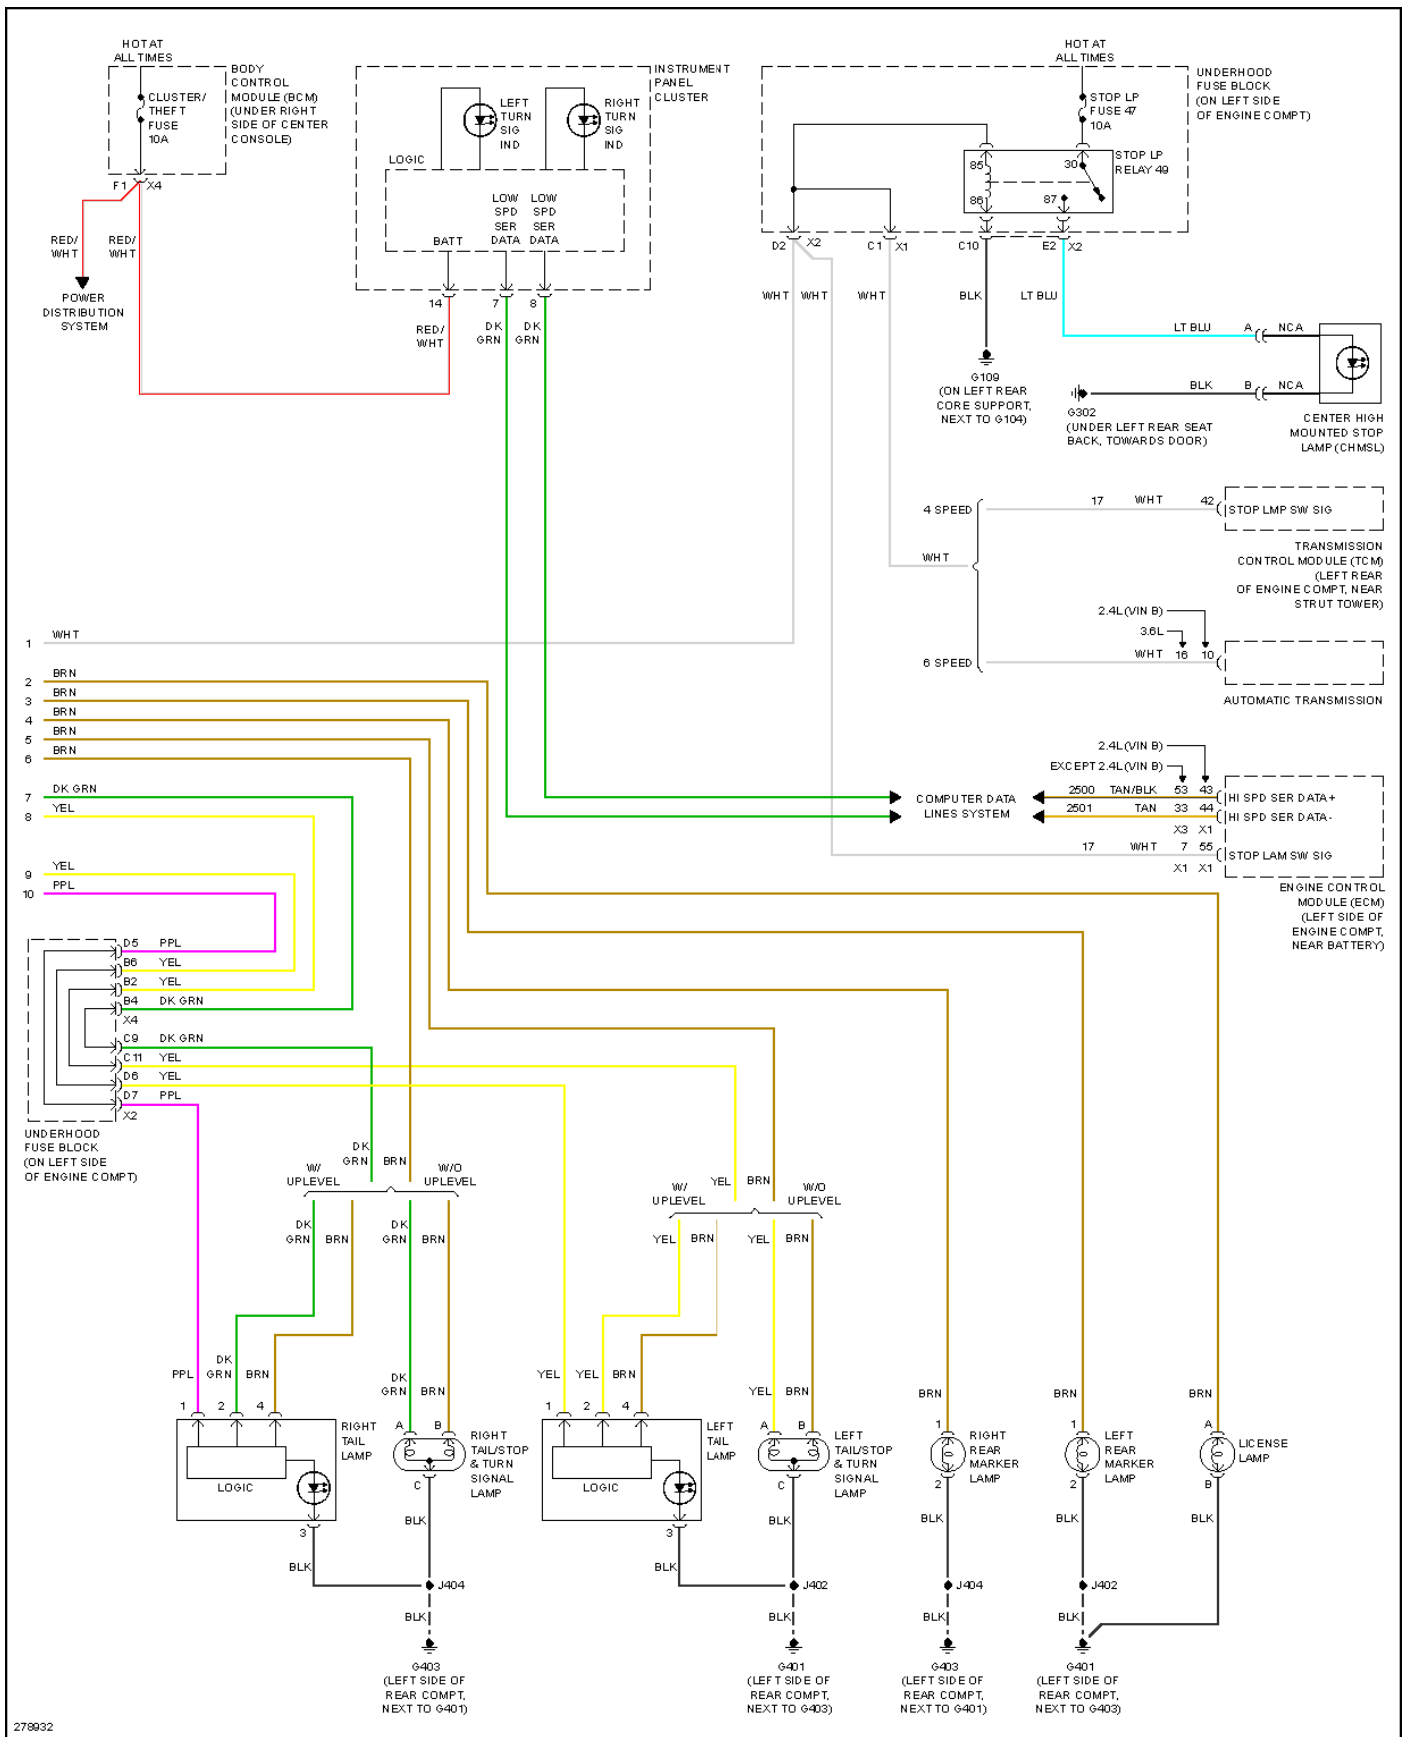 HOT AT
ALL TIMES
BODY
CONTROL
MODULE (BCM)
(UNDER RIGHT
SIDE OF CENTER
CONSOLE)
CLUSTER/
THEFT
FUSE
10A
F1 X4
RED/
WHT
RED/
WHT
POWER
DISTRIBUTION
SYSTEM
INSTRUMENT
PANEL
CLUSTER
LEFT
TURN
SIG
IND
RIGHT
TURN
SIG
IND
LOGIC
LOW
SPD
SER
DATA
LOW
SPD
SER
DATA
BATT
14 7 8
RED/
WHT
DK
GRN
DK
GRN
HOT AT
ALL TIMES
UNDERHOOD
FUSE BLOCK
(ON LEFT SIDE
OF ENGINE COMPT)
STOP LP
FUSE 47
10A
STOP LP
RELAY 49
85 30
86 87
D2 X2 C1 X1 C10 E2 X2
WHT WHT WHT BLK LT BLU
LT BLU A NCA
BLK B NCA
G109
(ON LEFT REAR
CORE SUPPORT,
NEXT TO G104)
G302
(UNDER LEFT REAR SEAT
BACK, TOWARDS DOOR)
CENTER HIGH
MOUNTED STOP
LAMP (CHMSL)
4 SPEED
17 WHT 42
STOP LMP SW SIG
TRANSMISSION
CONTROL MODULE (TCM)
(LEFT REAR
OF ENGINE COMPT, NEAR
STRUT TOWER)
WHT
2.4L (VIN B)
3.6L
6 SPEED
WHT 16 10
AUTOMATIC TRANSMISSION
1 WHT
2 BRN
3 BRN
4 BRN
5 BRN
6 BRN
7 DK GRN
8 YEL
9 YEL
10 PPL
2.4L (VIN B)
EXCEPT 2.4L (VIN B)
COMPUTER DATA
LINES SYSTEM
2500 TAN/BLK 53 43
HI SPD SER DATA+
2501 TAN 33 44
HI SPD SER DATA-
X3 X1
17 WHT 7 55
STOP LAM SW SIG
X1 X1
ENGINE CONTROL
MODULE (ECM)
(LEFT SIDE OF
ENGINE COMPT,
NEAR BATTERY)
D5 PPL
B6 YEL
B2 YEL
B4 DK GRN
X4
C9 DK GRN
C11 YEL
D6 YEL
D7 PPL
X2
UNDERHOOD
FUSE BLOCK
(ON LEFT SIDE
OF ENGINE COMPT)
DK
GRN
BRN
W/
UPLEVEL
W/O
UPLEVEL
DK
GRN
BRN
DK
GRN
BRN
YEL BRN
W/
UPLEVEL
W/O
UPLEVEL
YEL BRN YEL BRN
PPL
DK
GRN
BRN
1 2 4
RIGHT
TAIL
LAMP
LOGIC
3
DK
GRN
BRN
A B
RIGHT
TAIL/STOP
& TURN
SIGNAL
LAMP
C
YEL YEL BRN
1 2 4
LEFT
TAIL
LAMP
LOGIC
3
YEL BRN
A B
LEFT
TAIL/STOP
& TURN
SIGNAL
LAMP
C
BRN
1
RIGHT
REAR
MARKER
LAMP
2
BRN
1
LEFT
REAR
MARKER
LAMP
2
BRN
A
LICENSE
LAMP
B
BLK BLK BLK BLK BLK
BLK BLK
J404 J402 J404 J402
BLK BLK BLK BLK
G403
(LEFT SIDE OF
REAR COMPT,
NEXT TO G401)
G401
(LEFT SIDE OF
REAR COMPT,
NEXT TO G403)
G403
(LEFT SIDE OF
REAR COMPT,
NEXT TO G401)
G401
(LEFT SIDE OF
REAR COMPT,
NEXT TO G403)
278932